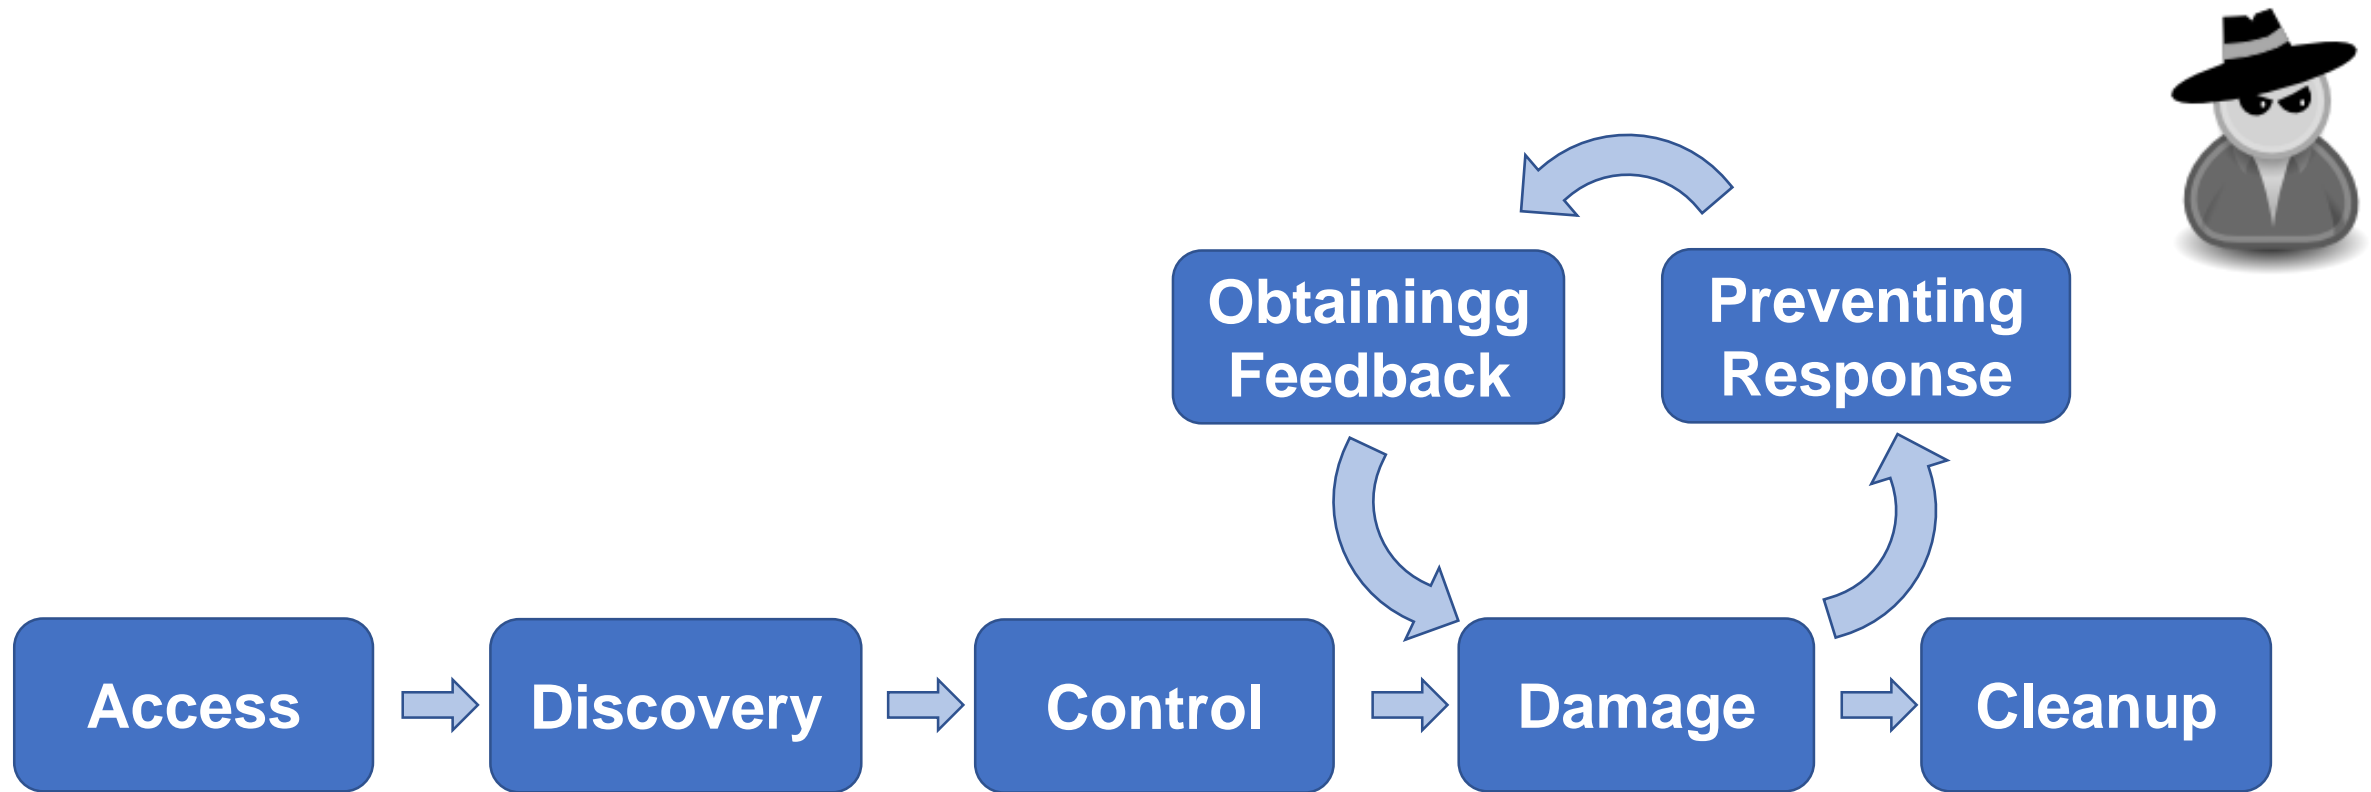 Obtainingg
Feedback
Preventing
Response
Access
Discovery
Control
Damage
Cleanup